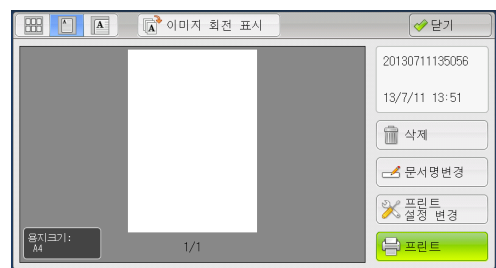 A
A
A
이미지 회전 표시
닫기
20130711135056
13/7/11 13:51
삭제
문서명변경
프린트
설정 변경
프린트
용지크기:
A4
1/1